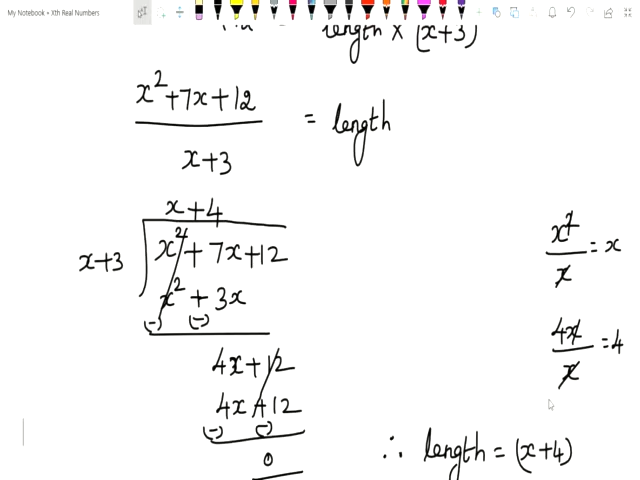 My Notebook » Xth Real Numbers
length × (x+3)
x²+7x+12
= length
x+3
x+4
x+3
x² + 7x+12
x² + 3x
(-) (-)
4x+12
4x+12
(-) (-)
0
x²
= x
x
4x
= 4
x
∴ length = (x+4)